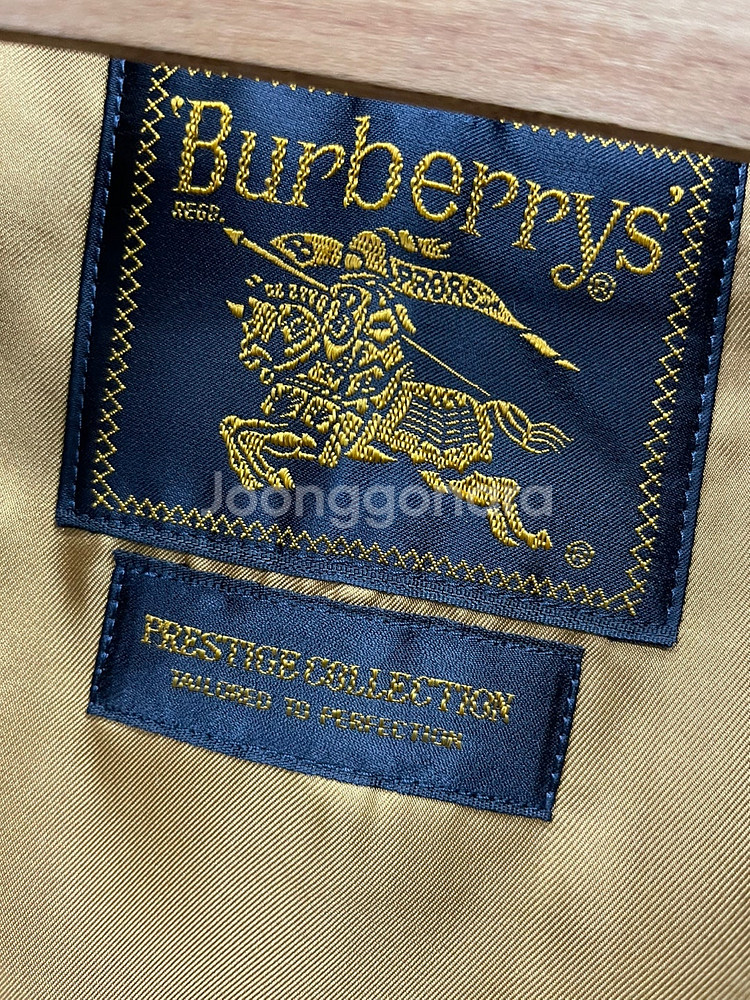 'Burberrys'
REGD.
®
®
Joonggonara
PRESTIGE COLLECTION
TAILORED TO PERFECTION